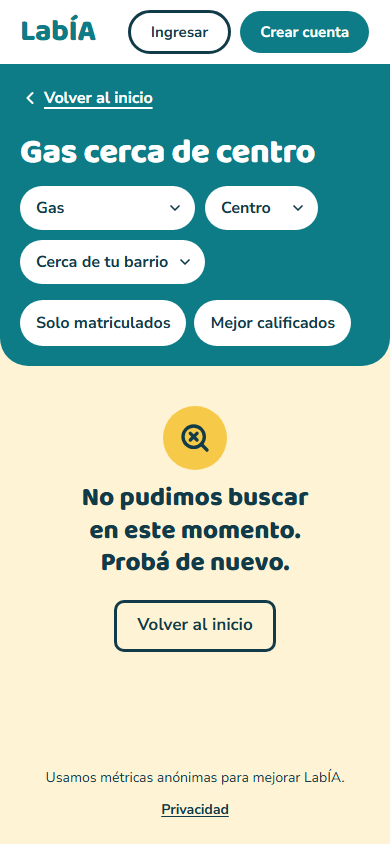 LabÍA
Ingresar
Crear cuenta
Volver al inicio
Gas cerca de centro
Gas
Centro
Cerca de tu barrio
Solo matriculados
Mejor calificados
No pudimos buscar
en este momento.
Probá de nuevo.
Volver al inicio
Usamos métricas anónimas para mejorar LabÍA.
Privacidad